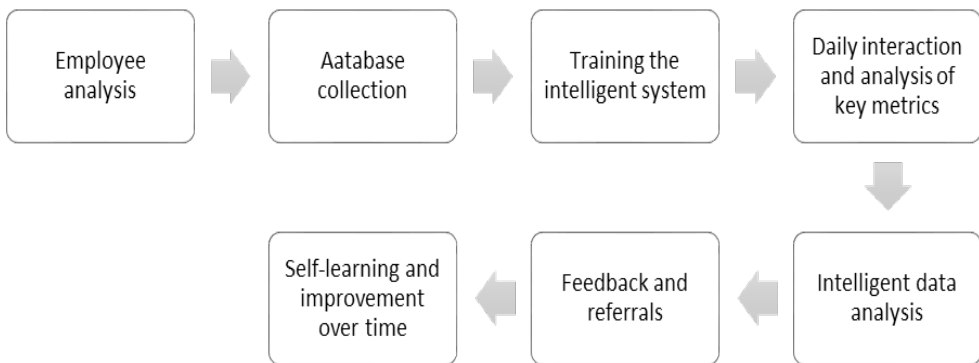 Employee
analysis
Aatabase
collection
Training the
intelligent system
Daily interaction
and analysis of
key metrics
Intelligent data
analysis
Feedback and
referrals
Self-learning and
improvement
over time